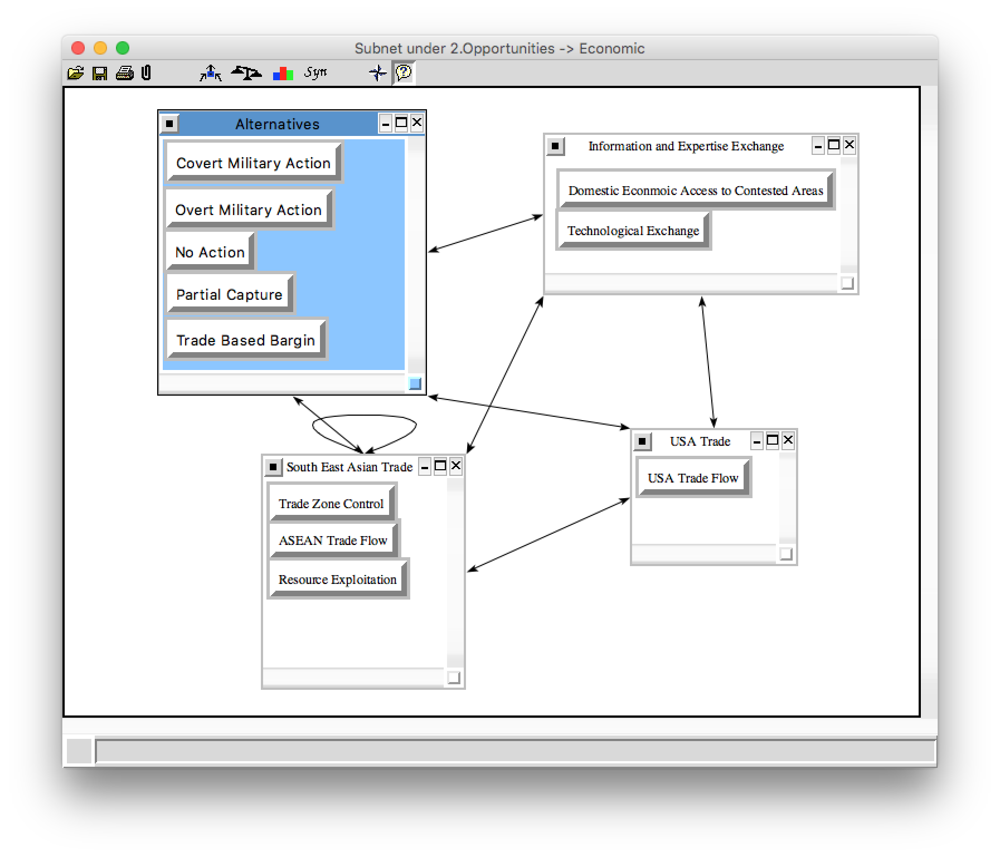 Subnet under 2.Opportunities -> Economic
Syn
Alternatives
Covert Military Action
Overt Military Action
No Action
Partial Capture
Trade Based Bargin
Information and Expertise Exchange
Domestic Econmoic Access to Contested Areas
Technological Exchange
South East Asian Trade
Trade Zone Control
ASEAN Trade Flow
Resource Exploitation
USA Trade
USA Trade Flow